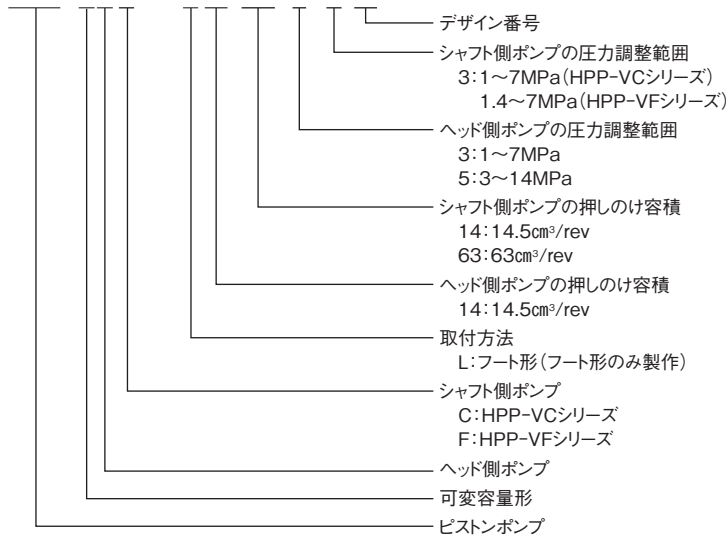 デザイン番号
シャフト側ポンプの圧力調整範囲
3:1〜7MPa(HPP-VCシリーズ)
1.4〜7MPa(HPP-VFシリーズ)
ヘッド側ポンプの圧力調整範囲
3:1〜7MPa
5:3〜14MPa
シャフト側ポンプの押しのけ容積
14:14.5cm³/rev
63:63cm³/rev
ヘッド側ポンプの押しのけ容積
14:14.5cm³/rev
取付方法
L:フート形(フート形のみ製作)
シャフト側ポンプ
C:HPP-VCシリーズ
F:HPP-VFシリーズ
ヘッド側ポンプ
可変容量形
ピストンポンプ